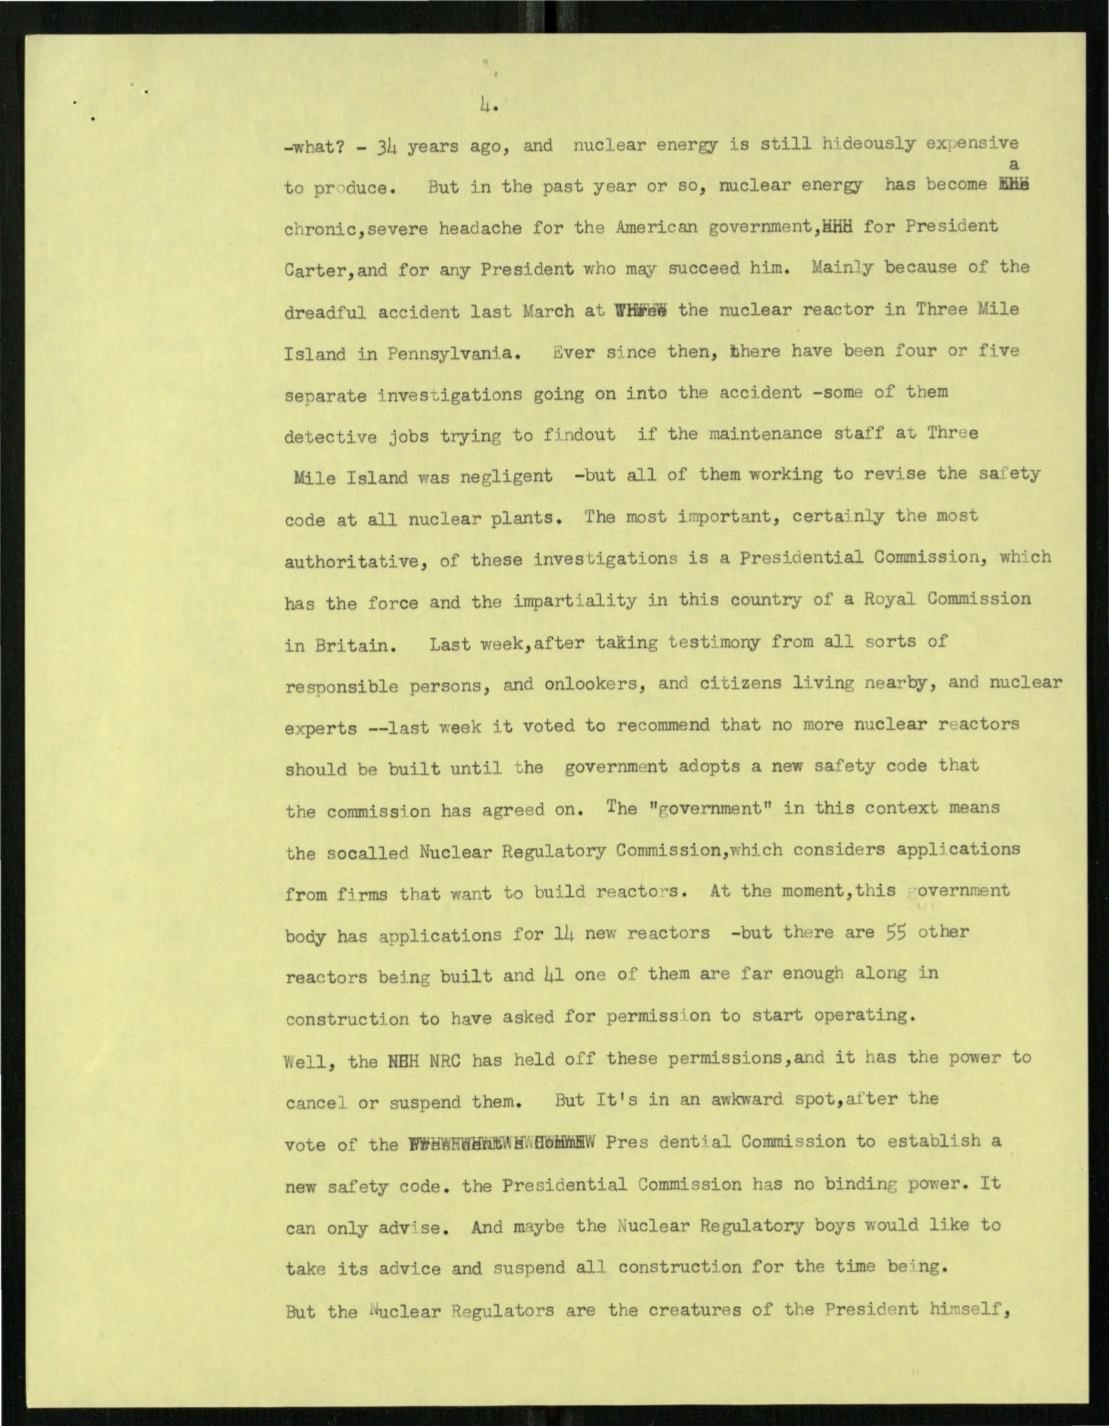 4.
-what? - 34 years ago, and nuclear energy is still hideously expensive
a
to produce. But in the past year or so, nuclear energy has become
chronic,severe headache for the American government, for President
Carter,and for any President who may succeed him. Mainly because of the
dreadful accident last March at the nuclear reactor in Three Mile
Island in Pennsylvania. Ever since then, there have been four or five
separate investigations going on into the accident -some of them
detective jobs trying to findout if the maintenance staff at Three
Mile Island was negligent -but all of them working to revise the safety
code at all nuclear plants. The most important, certainly the most
authoritative, of these investigations is a Presidential Commission, which
has the force and the impartiality in this country of a Royal Commission
in Britain. Last week,after taking testimony from all sorts of
responsible persons, and onlookers, and citizens living nearby, and nuclear
experts --last week it voted to recommend that no more nuclear reactors
should be built until the government adopts a new safety code that
the commission has agreed on. The "government" in this context means
the socalled Nuclear Regulatory Commission,which considers applications
from firms that want to build reactors. At the moment,this government
body has applications for 14 new reactors -but there are 55 other
reactors being built and 41 one of them are far enough along in
construction to have asked for permission to start operating.
Well, the NRC has held off these permissions,and it has the power to
cancel or suspend them. But It's in an awkward spot,after the
vote of the Pres dential Commission to establish a
new safety code. the Presidential Commission has no binding power. It
can only advise. And maybe the Nuclear Regulatory boys would like to
take its advice and suspend all construction for the time being.
But the Nuclear Regulators are the creatures of the President himself,